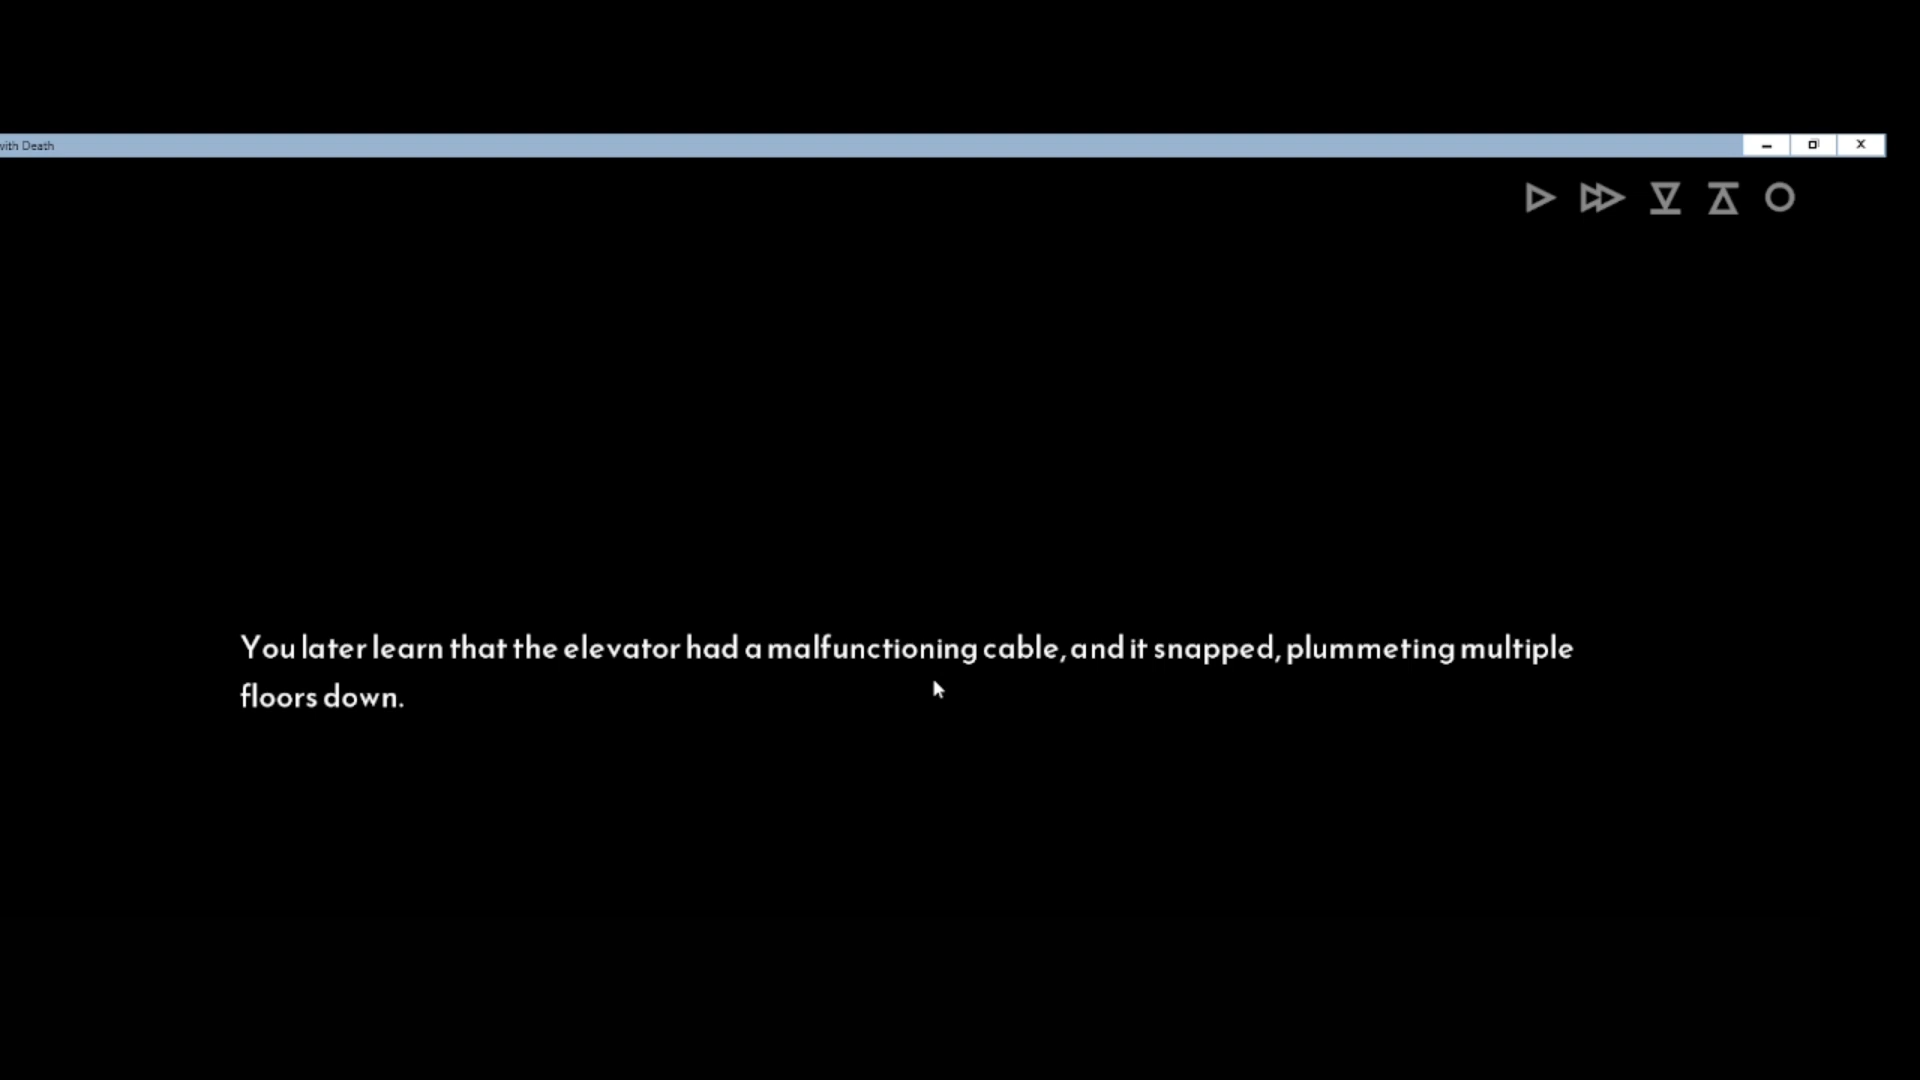 with Death
You later learn that the elevator had a malfunctioning cable, and it snapped, plummeting multiple
floors down.